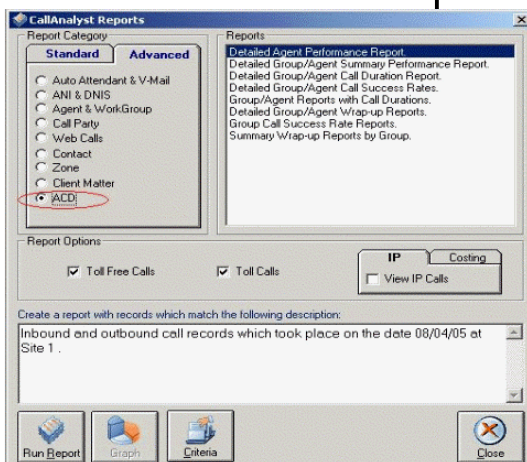 CallAnalyst Reports
Report Category
Standard
Advanced
Auto Attendant & V-Mail
ANI & DNIS
Agent & WorkGroup
Call Party
Web Calls
Contact
Zone
Client Matter
ACD
Reports
Detailed Agent Performance Report.
Detailed Group/Agent Summary Performance Report.
Detailed Group/Agent Call Duration Report.
Detailed Group/Agent Call Success Rates.
Group/Agent Reports with Call Durations.
Detailed Group/Agent Wrap-up Reports.
Group Call Success Rate Reports.
Summary Wrap-up Reports by Group.
Report Options
Toll Free Calls
Toll Calls
IP
Costing
View IP Calls
Create a report with records which match the following description:
Inbound and outbound call records which took place on the date 08/04/05 at
Site 1 .
Run Report
Graph
Criteria
Close